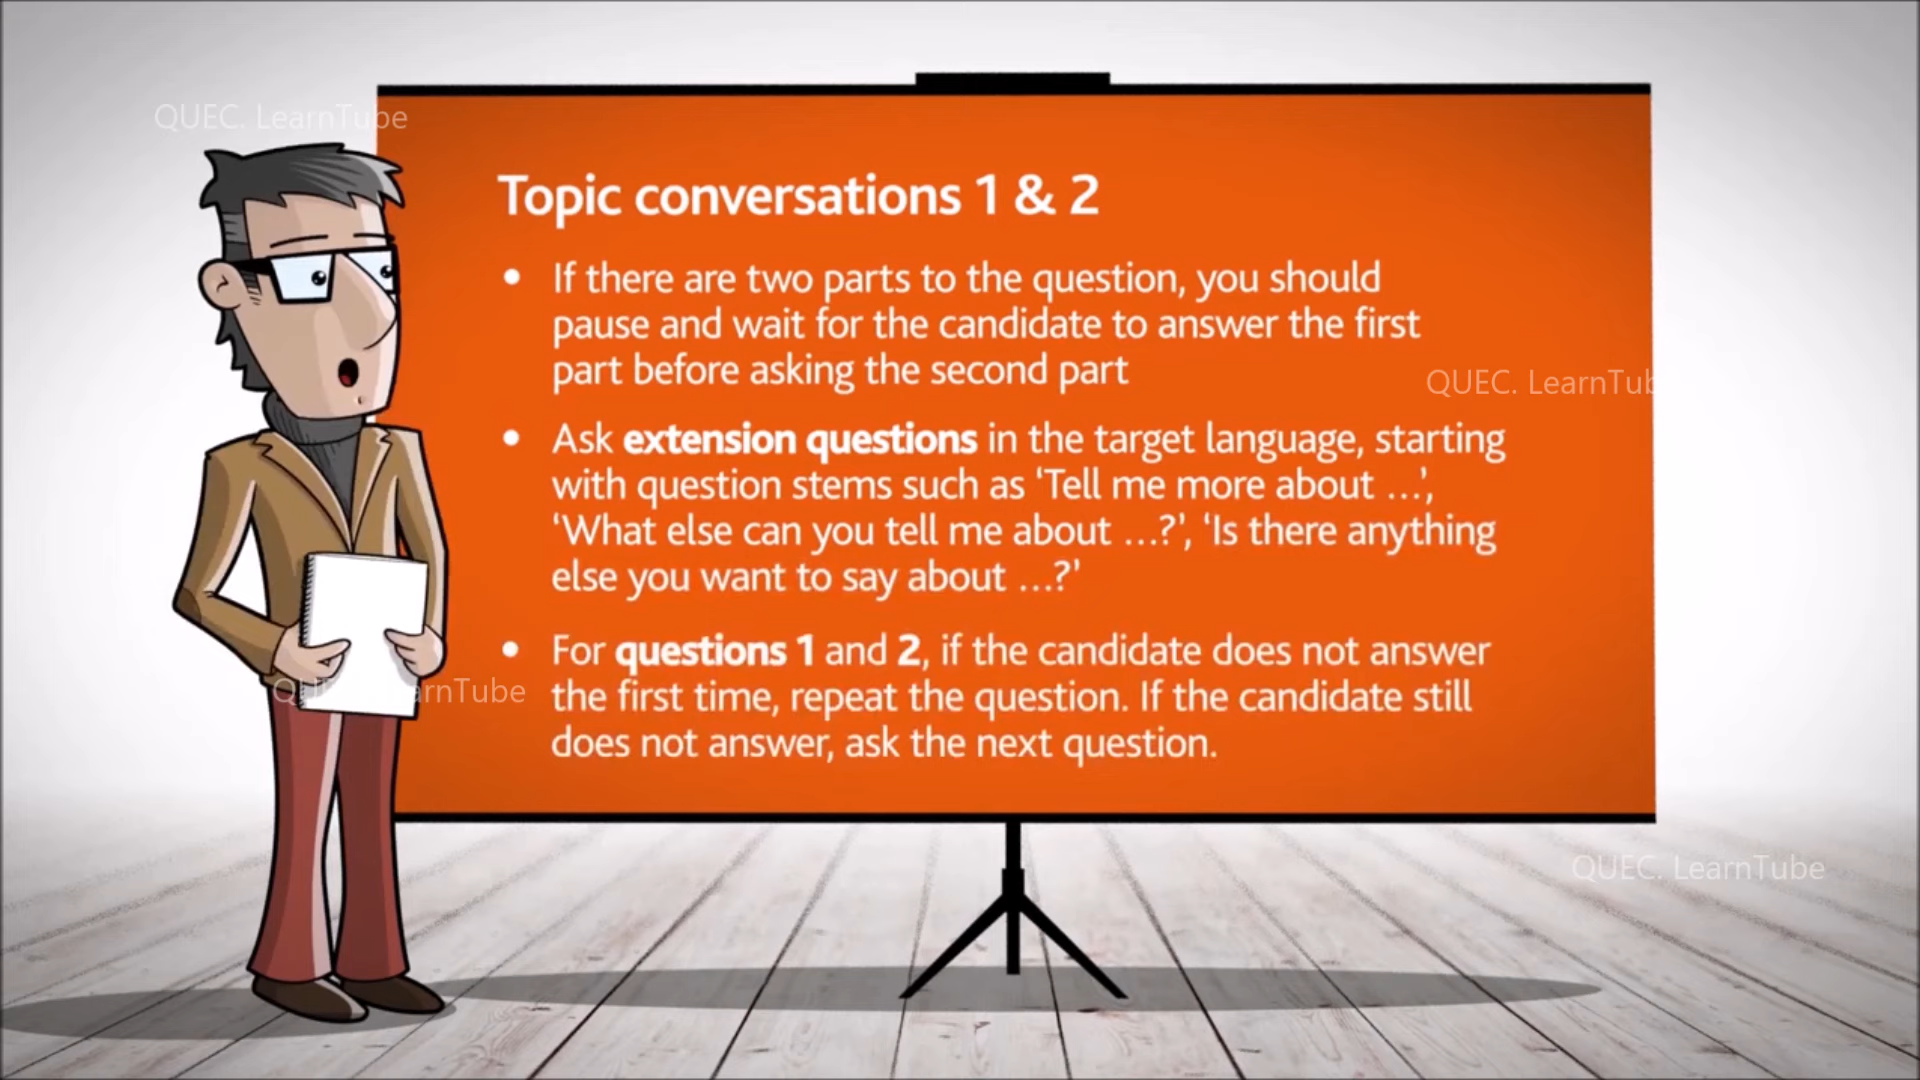 QUEC. LearnTube
Topic conversations 1 & 2
• If there are two parts to the question, you should
pause and wait for the candidate to answer the first
part before asking the second part
QUEC. LearnTub
• Ask extension questions in the target language, starting
with question stems such as ‘Tell me more about …’,
‘What else can you tell me about …?’, ‘Is there anything
else you want to say about …?’
• For questions 1 and 2, if the candidate does not answer
the first time, repeat the question. If the candidate still
does not answer, ask the next question.
QUEC. LearnTube